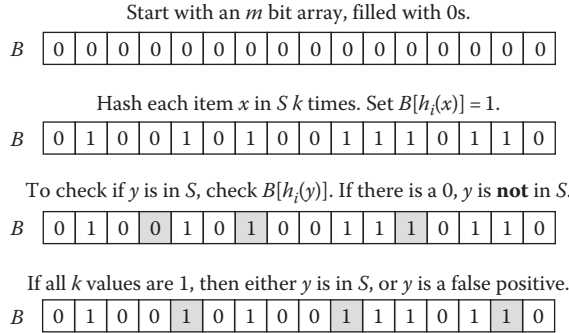 Start with an m bit array, filled with 0s.
B 0 0 0 0 0 0 0 0 0 0 0 0 0 0 0 0
Hash each item x in S k times. Set B[hᵢ(x)] = 1.
B 0 1 0 0 1 0 1 0 0 1 1 1 0 1 1 0
To check if y is in S, check B[hᵢ(y)]. If there is a 0, y is not in S.
B 0 1 0 0 1 0 1 0 0 1 1 1 0 1 1 0
If all k values are 1, then either y is in S, or y is a false positive.
B 0 1 0 0 1 0 1 0 0 1 1 1 0 1 1 0